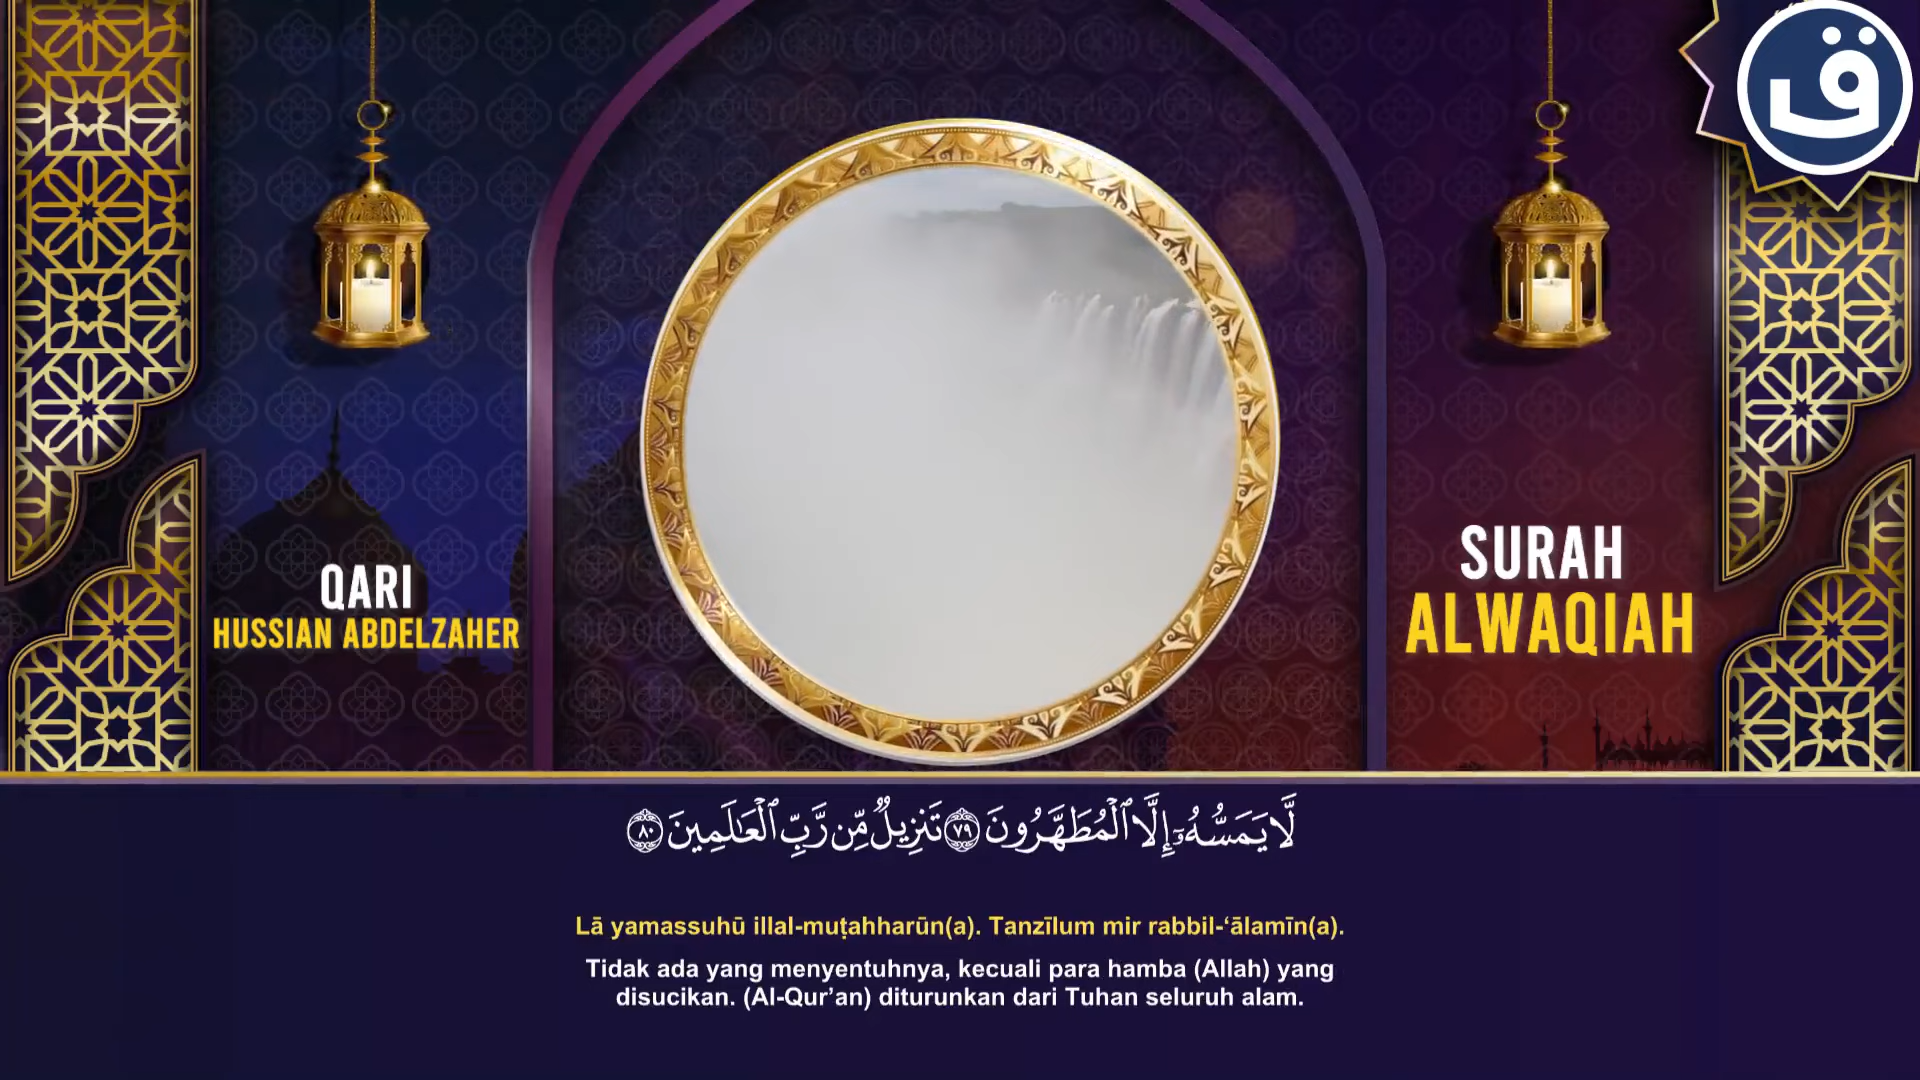 ق
QARI
HUSSIAN ABDELZAHER
SURAH
ALWAQIAH
لَّا يَمَسُّهُۥٓ إِلَّا ٱلْمُطَهَّرُونَ ٧٩ تَنزِيلٌ مِّن رَّبِّ ٱلْعَـٰلَمِينَ ٨٠
Lā yamassuhū illal-muṭahharūn(a). Tanzīlum mir rabbil-‘ālamīn(a).
Tidak ada yang menyentuhnya, kecuali para hamba (Allah) yang
disucikan. (Al-Qur’an) diturunkan dari Tuhan seluruh alam.